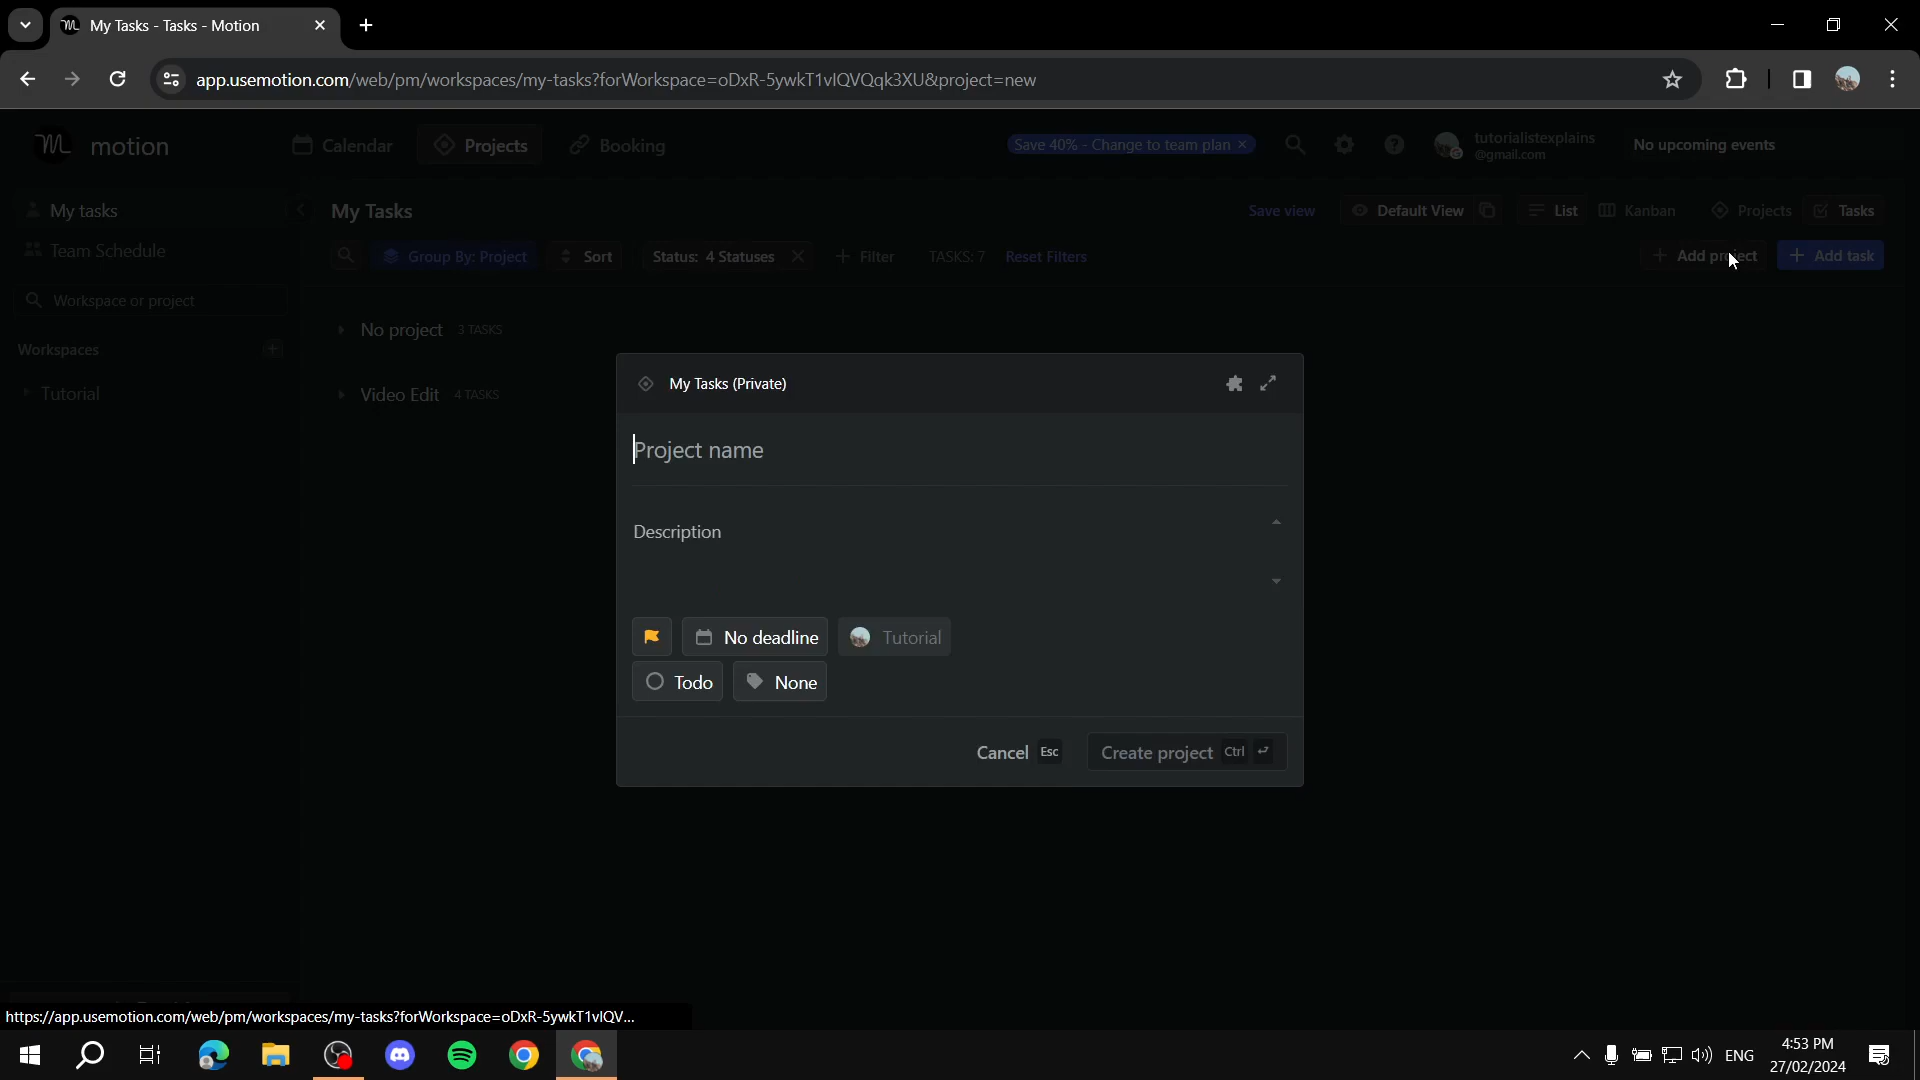 My Tasks - Tasks - Motion
app.usemotion.com/web/pm/workspaces/my-tasks?forWorkspace=oDxR-5ywkT1vlQVQqk3XU&project=new
motion
Calendar
Projects
Booking
Save 40% - Change to team plan ×
tutorialistexplains
@gmail.com
No upcoming events
My tasks
Team Schedule
Workspace or project
Workspaces
Tutorial
My Tasks
Save view
Default View
List
Kanban
Projects
Tasks
Group By: Project
Sort
Status: 4 Statuses
Filter
TASKS: 7
Reset Filters
Add project
Add task
No project 3 TASKS
Video Edit 4 TASKS
My Tasks (Private)
Project name
Description
No deadline
Tutorial
Todo
None
Cancel Esc
Create project Ctrl
https://app.usemotion.com/web/pm/workspaces/my-tasks?forWorkspace=oDxR-5ywkT1vlQV...
ENG
4:53 PM
27/02/2024